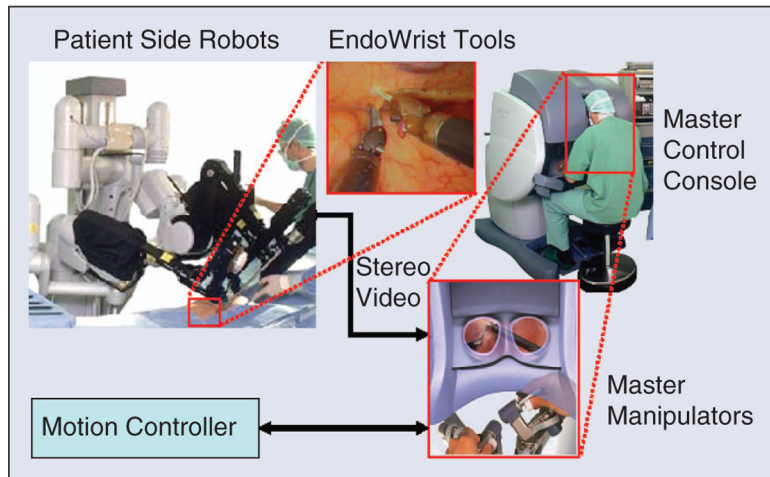 Patient Side Robots
EndoWrist Tools
Master
Control
Console
Stereo
Video
Master
Manipulators
Motion Controller